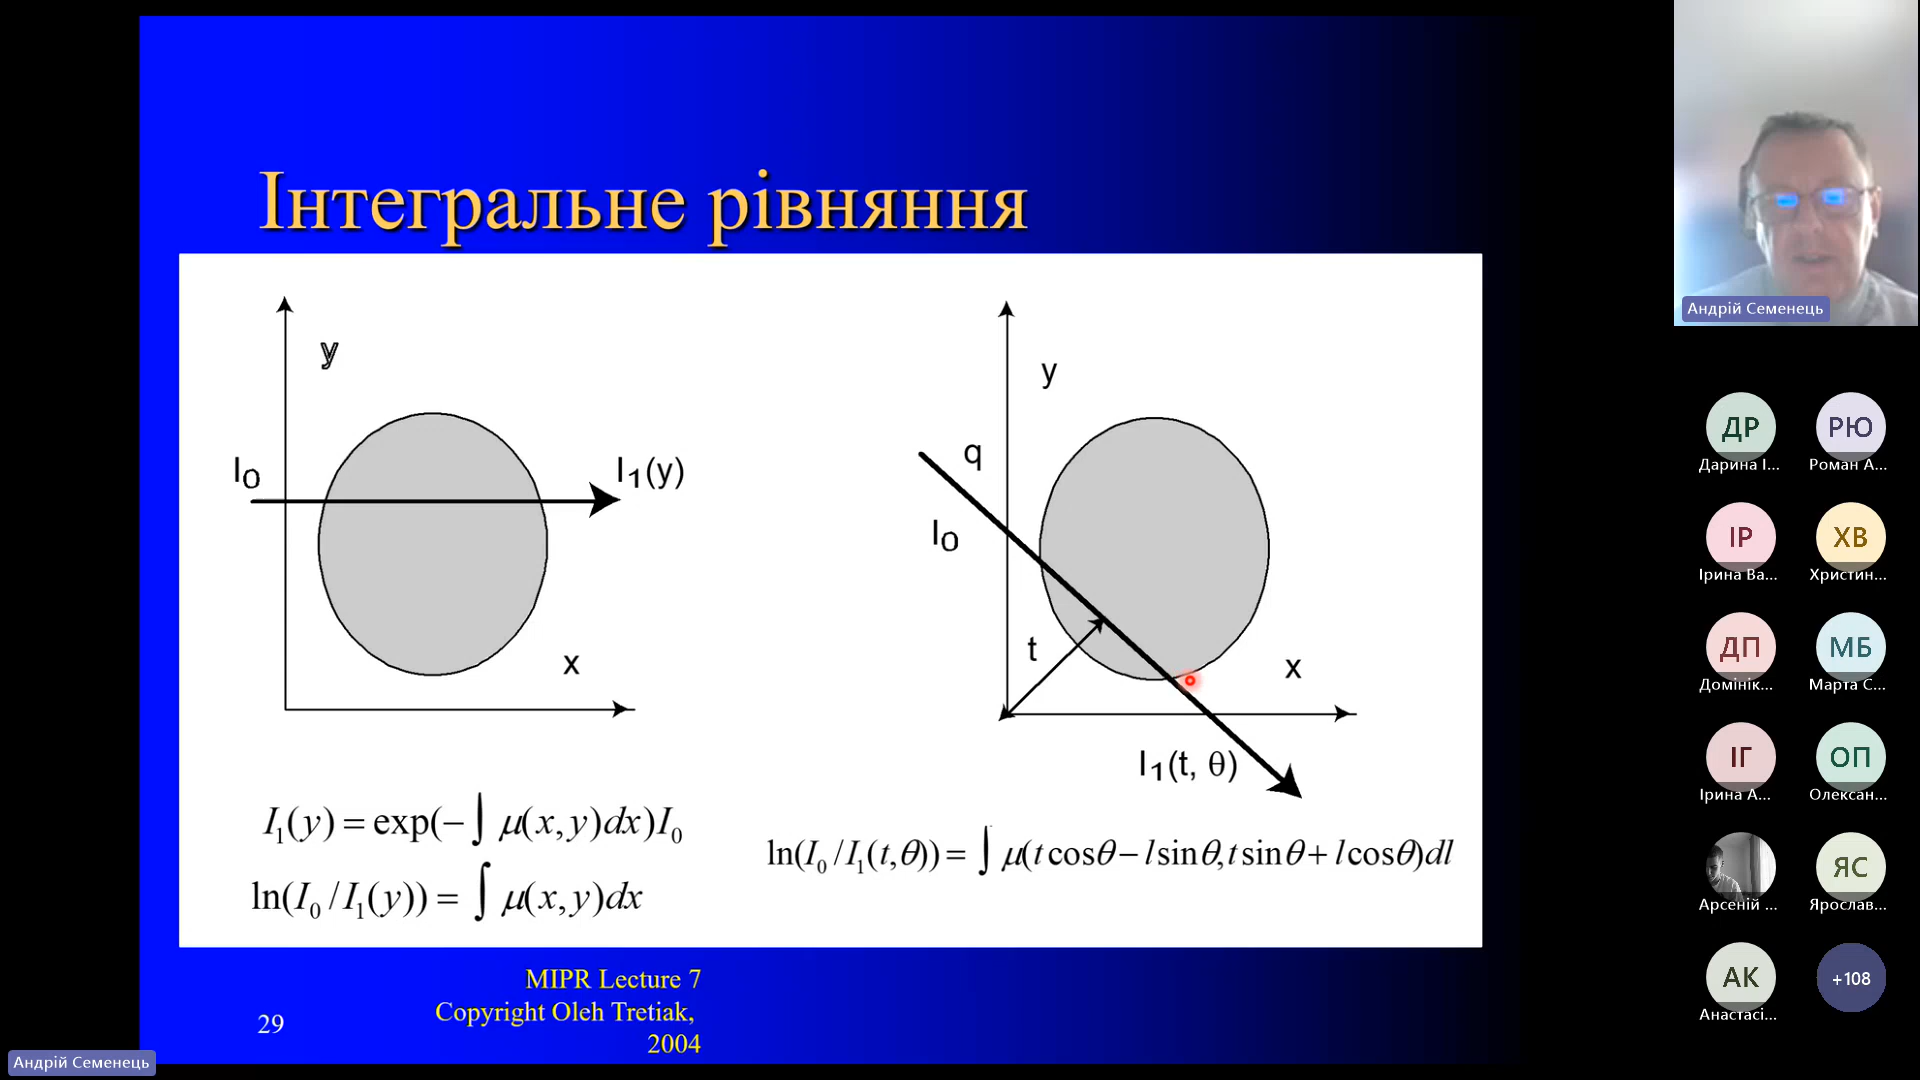 Інтегральне рівняння
y
I0
I1(y)
x
y
q
I0
t
x
I1(t, θ)
I₁(y) = exp(−∫ μ(x,y)dx)I₀
ln(I₀/I₁(y)) = ∫ μ(x,y)dx
ln(I₀/I₁(t,θ)) = ∫ μ(t cosθ − l sinθ, t sinθ + l cosθ)dl
MIPR Lecture 7
Copyright Oleh Tretiak,
2004
29
Андрій Семенець
Андрій Семенець
ДР
РЮ
Дарина І...
Роман А...
ІР
ХВ
Ірина Ва...
Христин...
ДП
МБ
Домінік...
Марта С...
ІГ
ОП
Ірина А...
Олексан...
ЯС
Арсеній ...
Ярослав...
АК
+108
Анастасі...